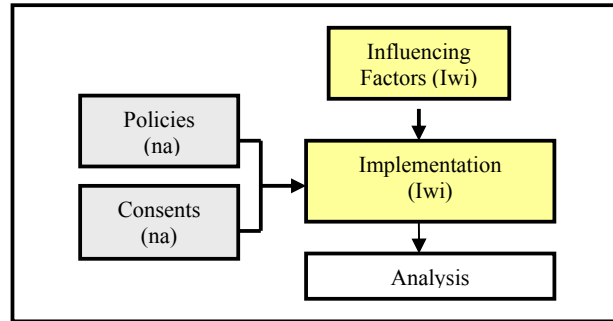 Influencing
Factors (Iwi)
Policies
(na)
Implementation
(Iwi)
Consents
(na)
Analysis